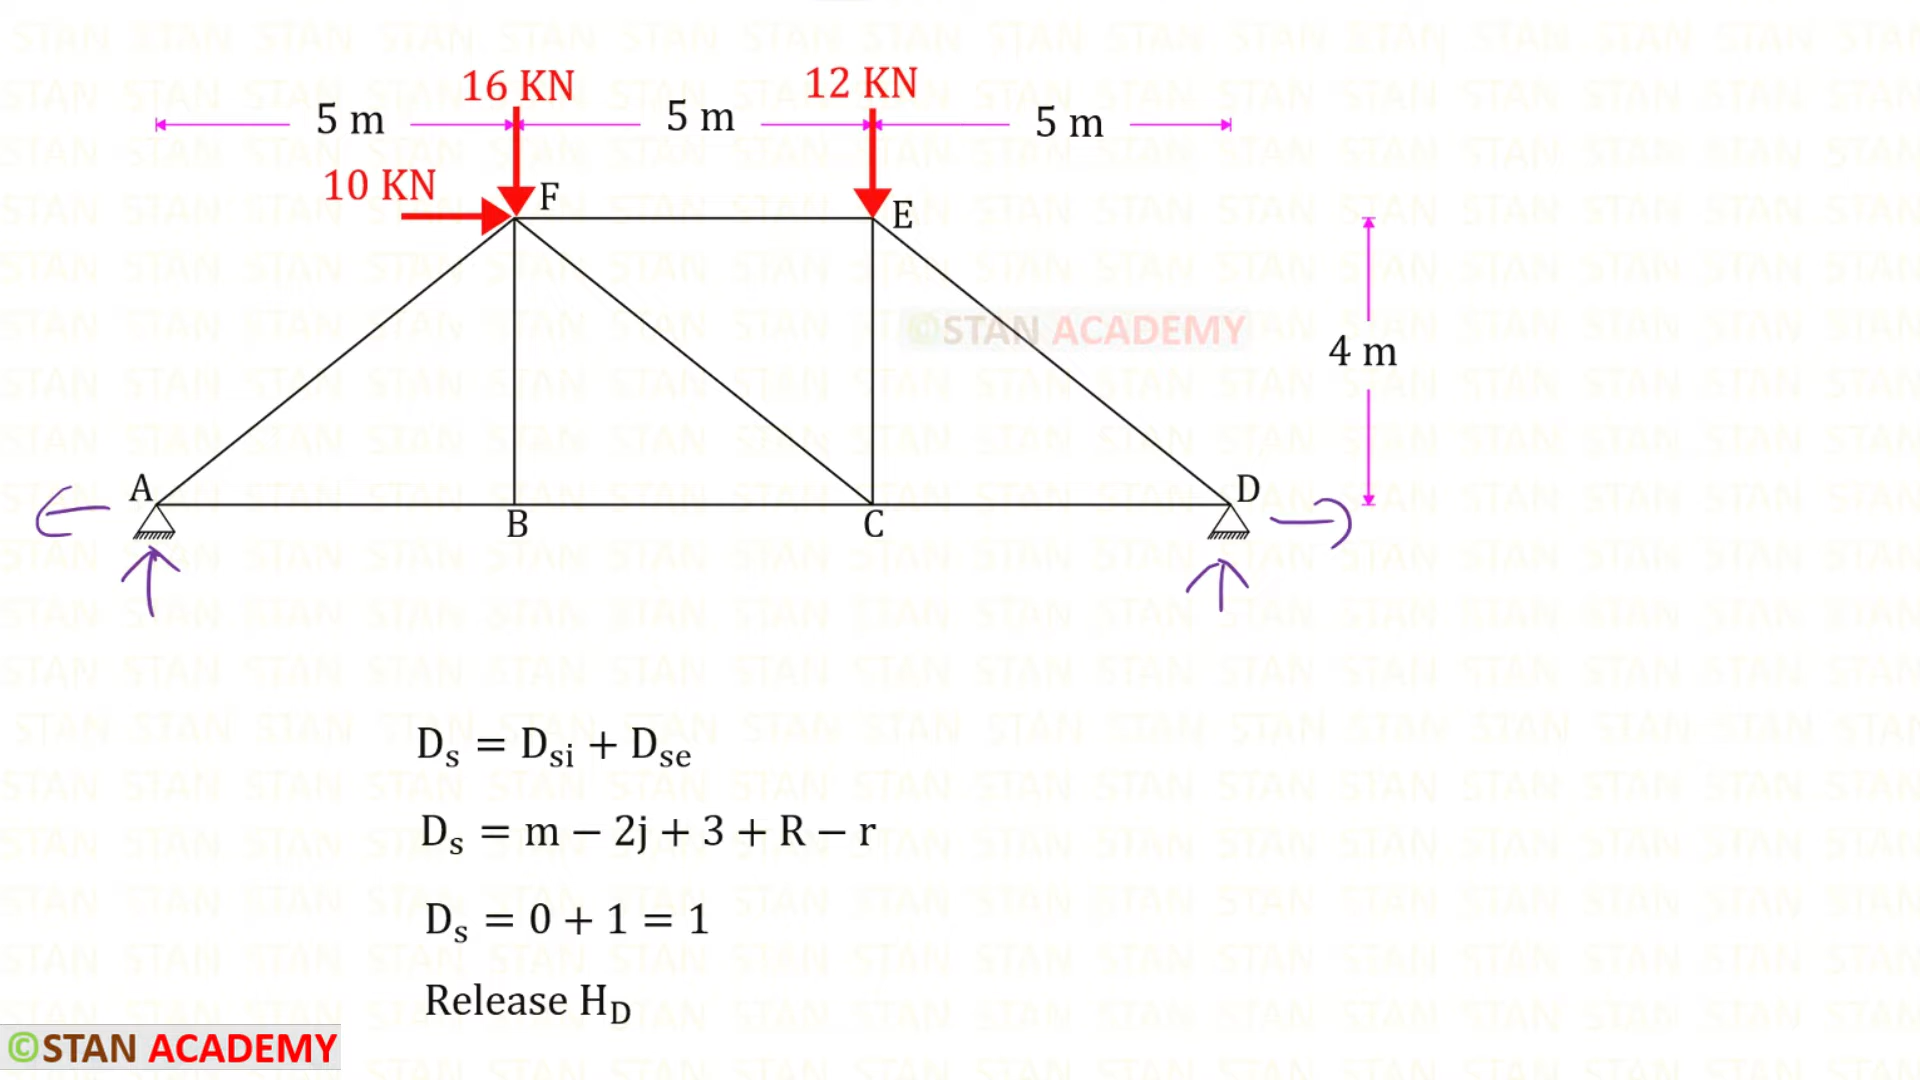 16 KN
12 KN
5 m
5 m
5 m
10 KN
F
E
©STAN ACADEMY
4 m
A
D
B
C
Dₛ = Dₛᵢ + Dₛₑ
Dₛ = m − 2j + 3 + R − r
Dₛ = 0 + 1 = 1
Release H_D
©STAN ACADEMY